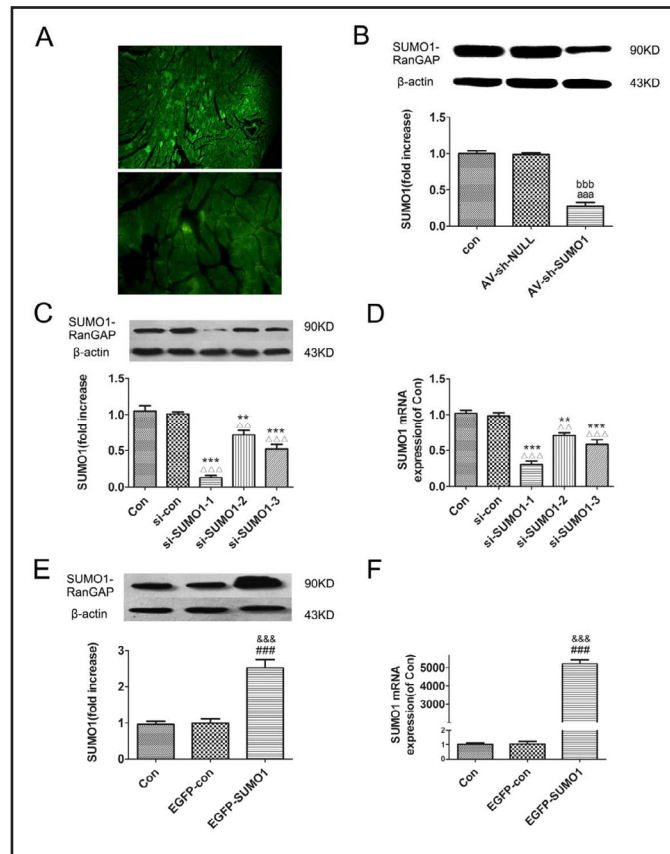 A
B
SUMO1-
RanGAP
90KD
β-actin
43KD
SUMO1(fold increase)
1.5
1.0
0.5
0.0
bbb
aaa
con
AV-sh-NULL
AV-sh-SUMO1
C
SUMO1-
RanGAP
90KD
β-actin
43KD
SUMO1(fold increase)
1.5
1.0
0.5
0.0
***
△△△
**
△△
***
△△△
Con
si-con
si-SUMO1-1
si-SUMO1-2
si-SUMO1-3
D
SUMO1 mRNA
expression(of Con)
1.5
1.0
0.5
0.0
***
△△△
**
△△
***
△△△
Con
si-con
si-SUMO1-1
si-SUMO1-2
si-SUMO1-3
E
SUMO1-
RanGAP
90KD
β-actin
43KD
SUMO1(fold increase)
3
2
1
0
&&&
###
Con
EGFP-con
EGFP-SUMO1
F
SUMO1 mRNA
expression(of Con)
5000
4000
3000
2
1
0
&&&
###
Con
EGFP-con
EGFP-SUMO1